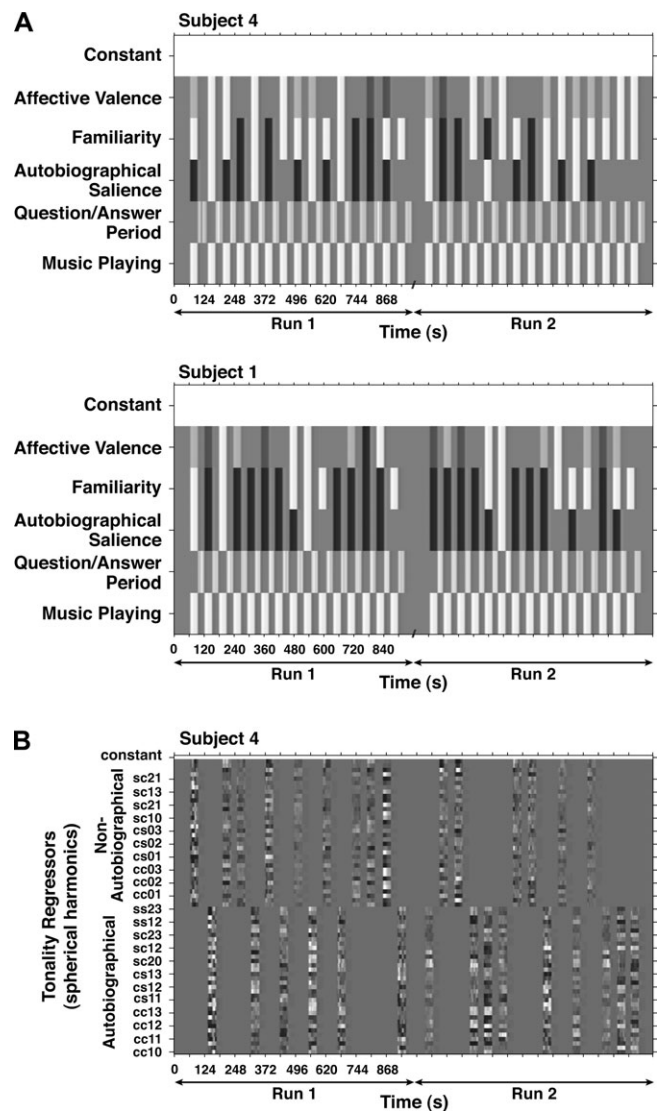 A
Subject 4
Constant
Affective Valence
Familiarity
Autobiographical
Salience
Question/Answer
Period
Music Playing
0 124 248 372 496 620 744 868
Run 1 Run 2
Time (s)
Subject 1
Constant
Affective Valence
Familiarity
Autobiographical
Salience
Question/Answer
Period
Music Playing
0 120 240 360 480 600 720 840
Run 1 Run 2
Time (s)
B
Subject 4
Tonality Regressors
(spherical harmonics)
Non-
Autobiographical
Autobiographical
constant
sc21
sc13
sc21
sc10
cs03
cs02
cs01
cc03
cc02
cc01
ss23
ss12
sc23
sc12
sc20
cs13
cs12
cs11
cc13
cc12
cc11
cc10
0 124 248 372 496 620 744 868
Run 1 Run 2
Time (s)